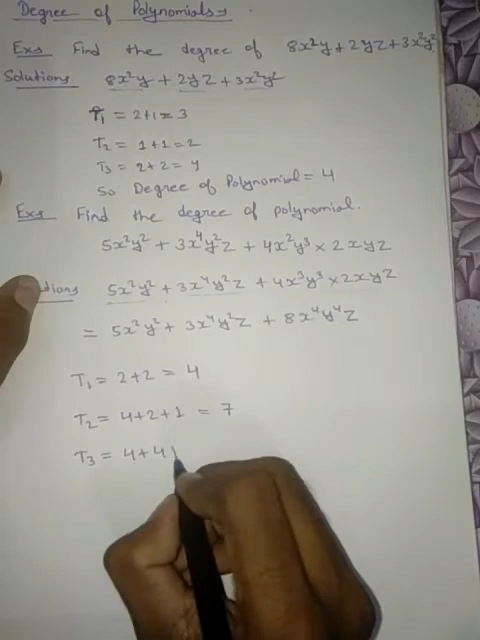 Degree of Polynomials:
Ex: Find the degree of 8x²y+2yz+3x²y²
Solution: 8x²y + 2yz + 3x²y²
T₁ = 2+1 = 3
T₂ = 1+1 = 2
T₃ = 2+2 = 4
So Degree of Polynomial = 4
Ex: Find the degree of polynomial.
5x²y² + 3x⁴y²z + 4x²y³ × 2xyz
utions 5x²y² + 3x⁴y²z + 4x³y³ × 2xyz
= 5x²y² + 3x⁴y²z + 8x⁴y⁴z
T₁ = 2+2 = 4
T₂ = 4+2+1 = 7
T₃ = 4+4